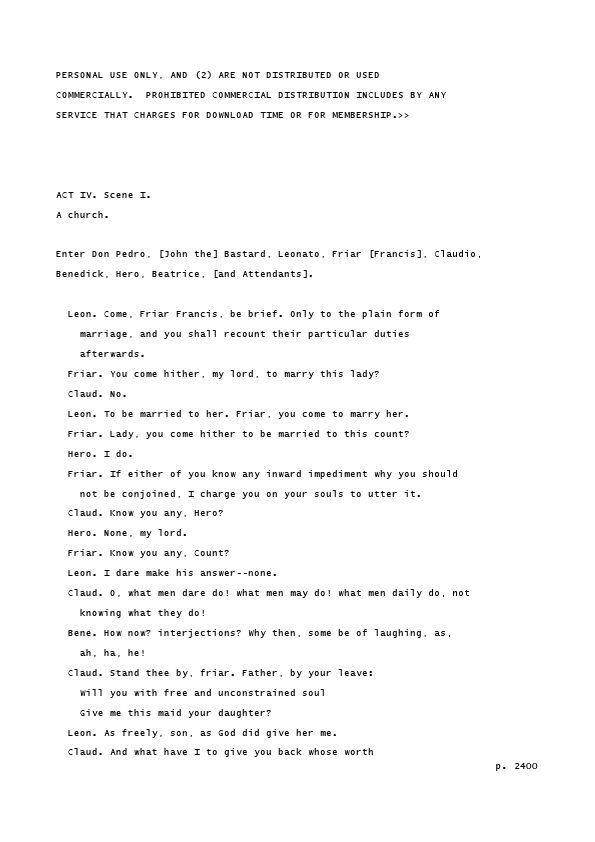 PERSONAL USE ONLY, AND (2) ARE NOT DISTRIBUTED OR USED
COMMERCIALLY.  PROHIBITED COMMERCIAL DISTRIBUTION INCLUDES BY ANY
SERVICE THAT CHARGES FOR DOWNLOAD TIME OR FOR MEMBERSHIP.>>
ACT IV. Scene I.
A church.
Enter Don Pedro, [John the] Bastard, Leonato, Friar [Francis], Claudio,
Benedick, Hero, Beatrice, [and Attendants].
Leon. Come, Friar Francis, be brief. Only to the plain form of
marriage, and you shall recount their particular duties
afterwards.
Friar. You come hither, my lord, to marry this lady?
Claud. No.
Leon. To be married to her. Friar, you come to marry her.
Friar. Lady, you come hither to be married to this count?
Hero. I do.
Friar. If either of you know any inward impediment why you should
not be conjoined, I charge you on your souls to utter it.
Claud. Know you any, Hero?
Hero. None, my lord.
Friar. Know you any, Count?
Leon. I dare make his answer--none.
Claud. O, what men dare do! what men may do! what men daily do, not
knowing what they do!
Bene. How now? interjections? Why then, some be of laughing, as,
ah, ha, he!
Claud. Stand thee by, friar. Father, by your leave:
Will you with free and unconstrained soul
Give me this maid your daughter?
Leon. As freely, son, as God did give her me.
Claud. And what have I to give you back whose worth
p. 2400